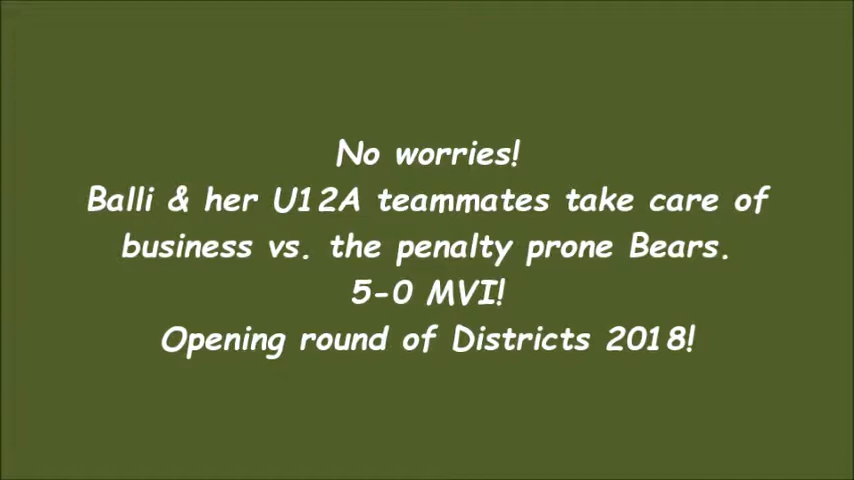 No worries!
Balli & her U12A teammates take care of
business vs. the penalty prone Bears.
5-0 MVI!
Opening round of Districts 2018!